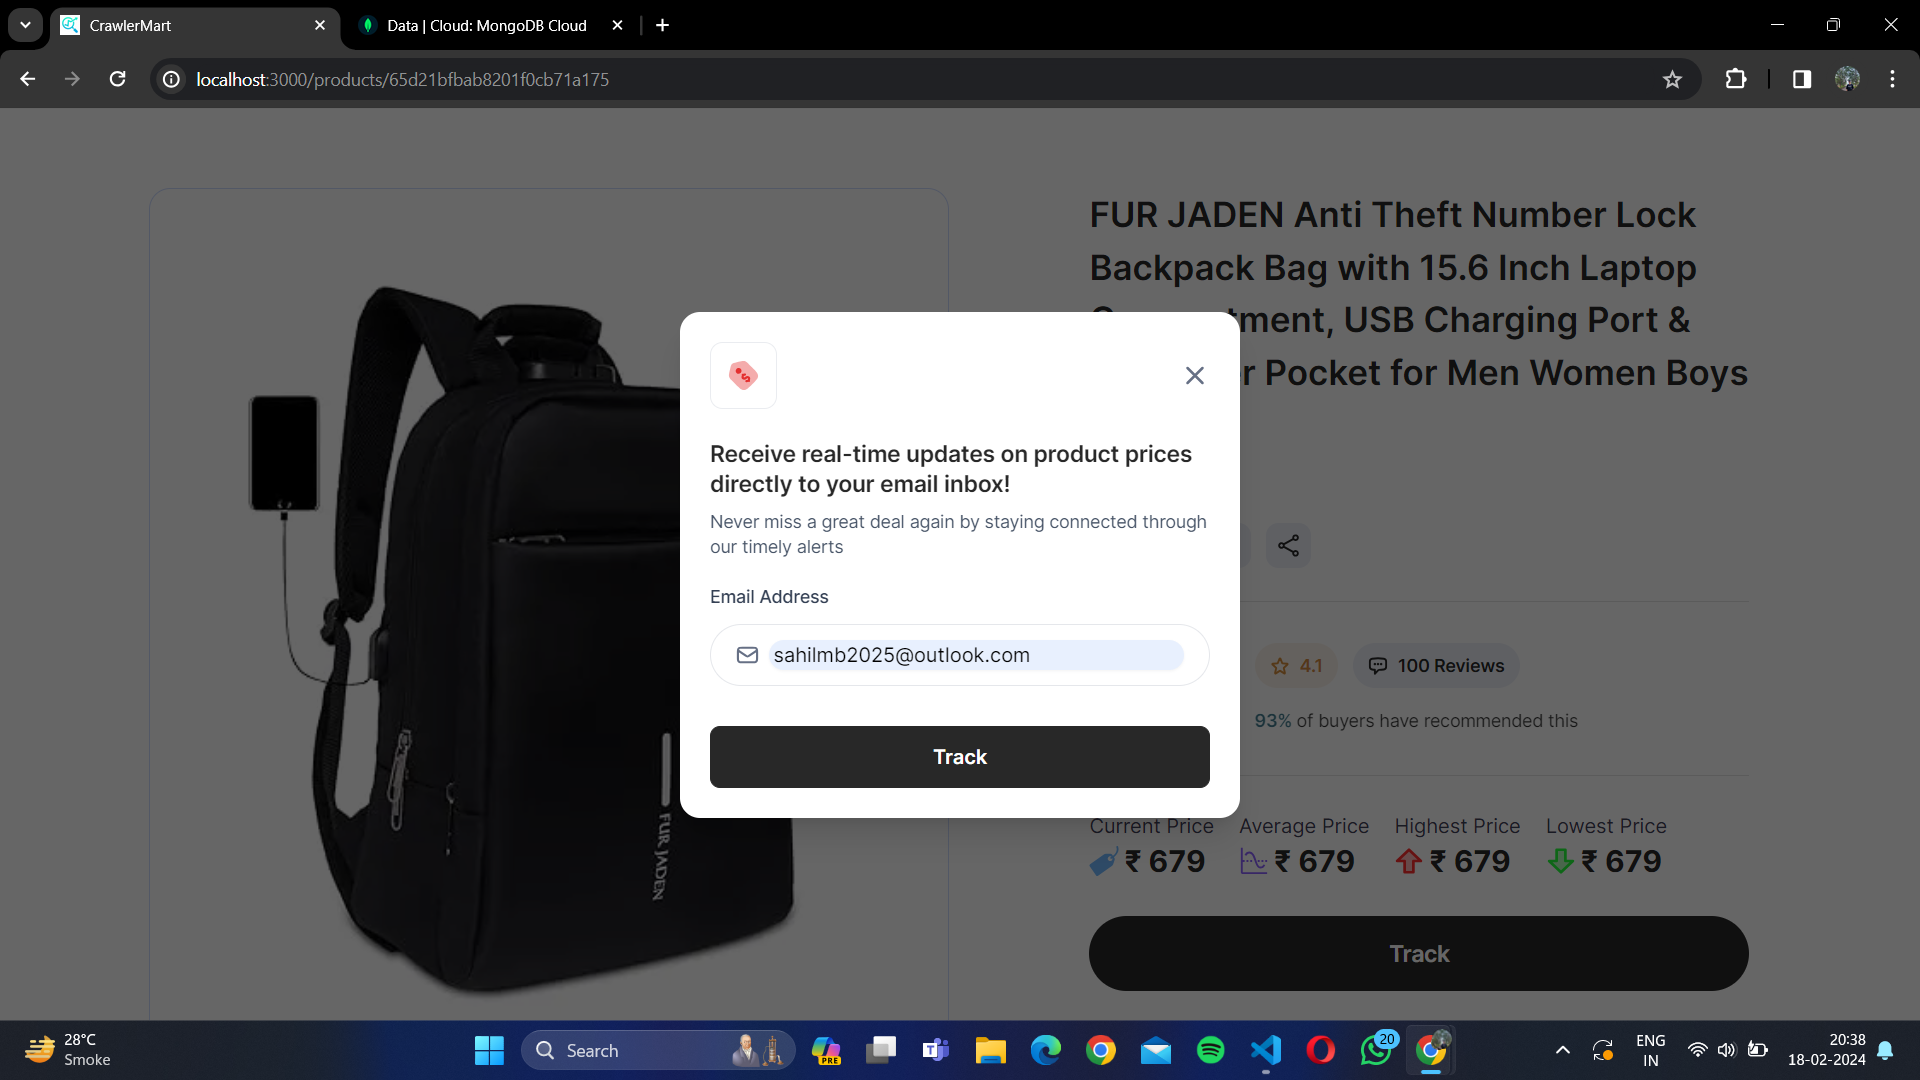 CrawlerMart
Data | Cloud: MongoDB Cloud
localhost:3000/products/65d21bfbab8201f0cb71a175
FUR JADEN Anti Theft Number Lock
Backpack Bag with 15.6 Inch Laptop
tment, USB Charging Port &
r Pocket for Men Women Boys
Receive real-time updates on product prices
directly to your email inbox!
Never miss a great deal again by staying connected through
our timely alerts
Email Address
sahilmb2025@outlook.com
Track
4.1
100 Reviews
93% of buyers have recommended this
Current Price Average Price Highest Price Lowest Price
₹ 679 ₹ 679 ₹ 679 ₹ 679
Track
FUR JADEN
28°C
Smoke
Search
PRE
20
ENG
IN
20:38
18-02-2024